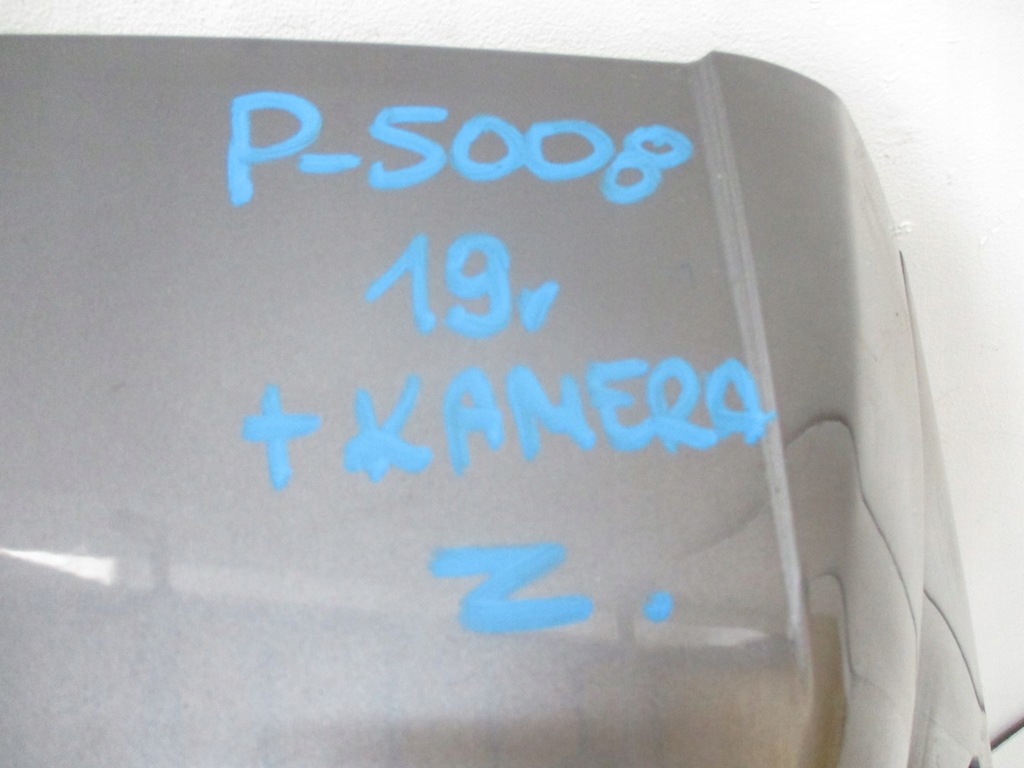 P-5008
19r
+ KAMERA
Z.